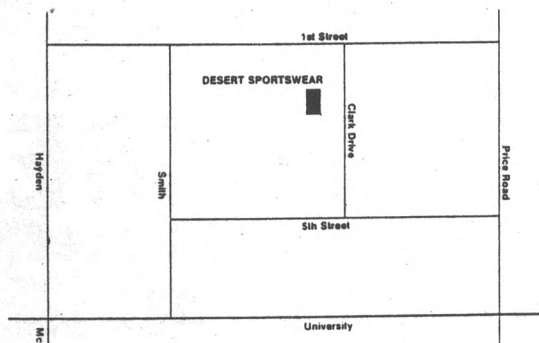 1st Street
DESERT SPORTSWEAR
Clark Drive
Hayden
Smith
Price Road
5th Street
University
Mc